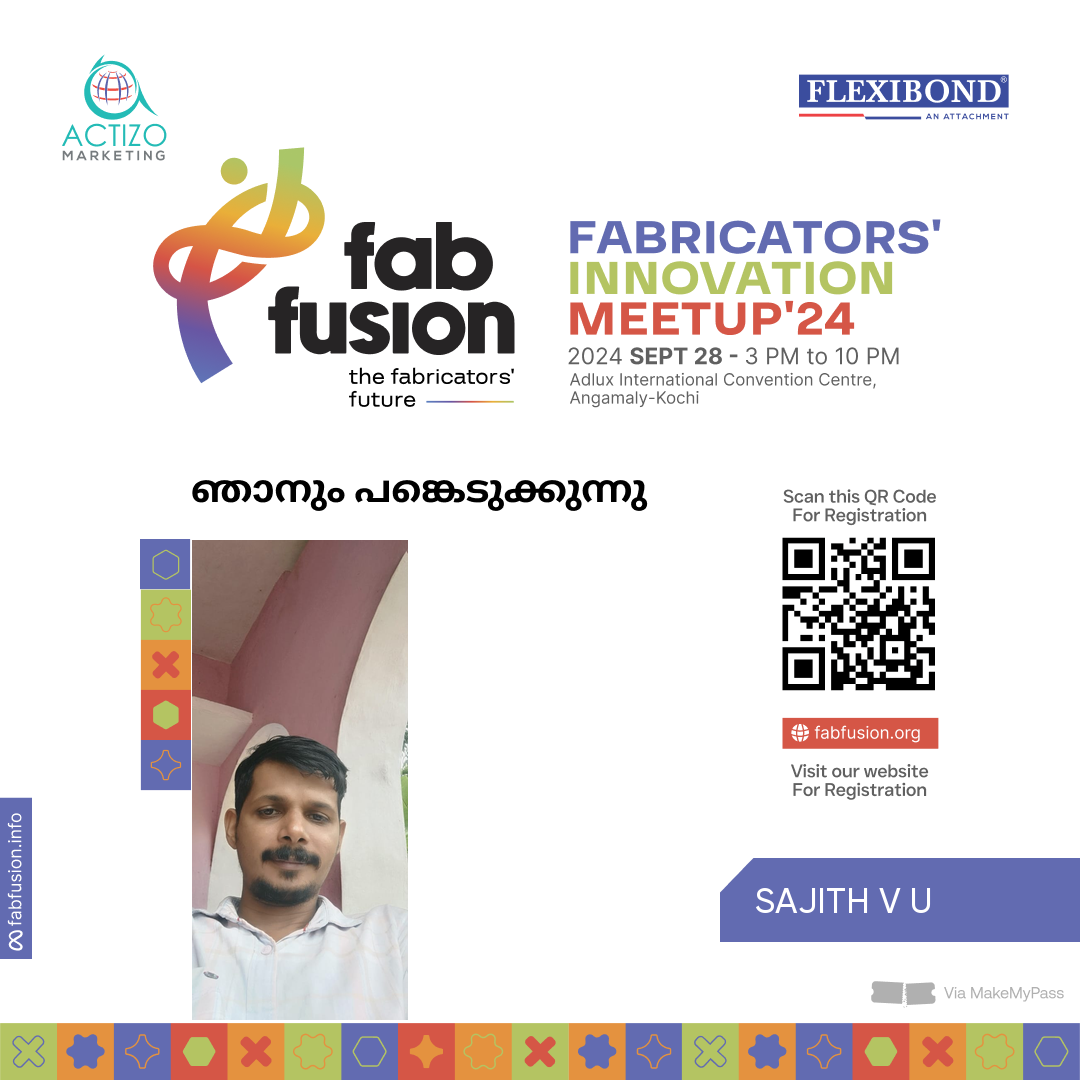 ACTIZO
MARKETING
FLEXIBOND®
AN ATTACHMENT
fab
fusion
the fabricators'
future
FABRICATORS'
INNOVATION
MEETUP'24
2024 SEPT 28 - 3 PM to 10 PM
Adlux International Convention Centre,
Angamaly-Kochi
ഞാനും പങ്കെടുക്കുന്നു
Scan this QR Code
For Registration
fabfusion.org
Visit our website
For Registration
fabfusion.info
SAJITH V U
Via MakeMyPass